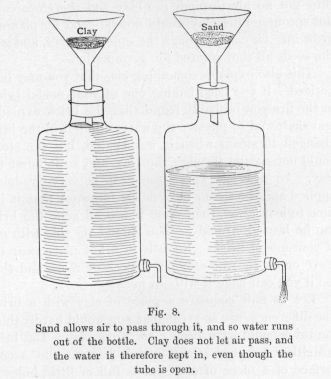 Clay
Sand
Fig. 8.
Sand allows air to pass through it, and so water runs
out of the bottle. Clay does not let air pass, and
the water is therefore kept in, even though the
tube is open.